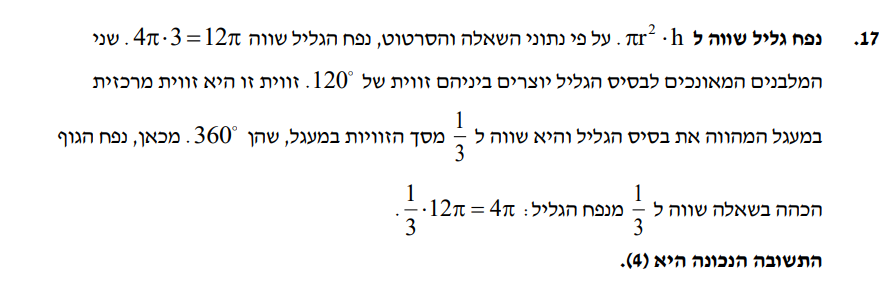 17. נפח גליל שווה ל πr² ⋅ h . על פי נתוני השאלה והסרטוט, נפח הגליל שווה 4π ⋅ 3 = 12π . שני
המלבנים המאונכים לבסיס הגליל יוצרים ביניהם זווית של 120° . זווית זו היא זווית מרכזית
במעגל המהווה את בסיס הגליל והיא שווה ל 1/3 מסך הזוויות במעגל, שהן 360° . מכאן, נפח הגוף
הכהה בשאלה שווה ל 1/3 מנפח הגליל: 1/3 ⋅ 12π = 4π .
התשובה הנכונה היא (4).